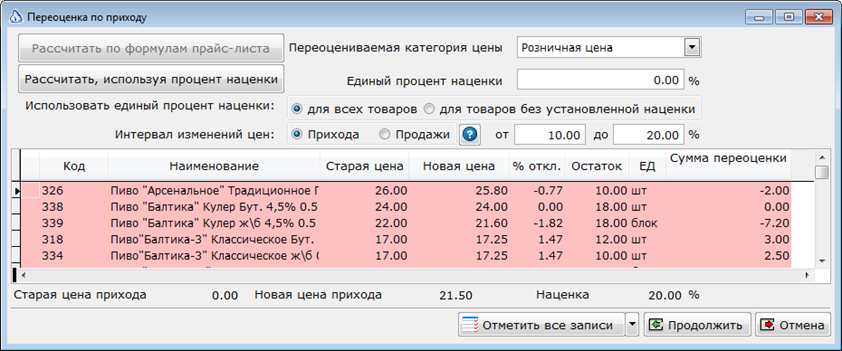 Переоценка по приходу
Рассчитать по формулам прайс-листа Переоцениваемая категория цены Розничная цена
Рассчитать, используя процент наценки Единый процент наценки 0.00 %
Использовать единый процент наценки: для всех товаров для товаров без установленной наценки
Интервал изменений цен: Прихода Продажи ? от 10.00 до 20.00 %
Код Наименование Старая цена Новая цена % откл. Остаток ЕД Сумма переоценки
326 Пиво "Арсенальное" Традиционное 26.00 25.80 -0.77 10.00 шт -2.00
338 Пиво "Балтика" Кулер Бут. 4,5% 0.5 24.00 24.00 0.00 18.00 шт 0.00
339 Пиво "Балтика" Кулер ж\б 4,5% 0.5 22.00 21.60 -1.82 18.00 блок -7.20
318 Пиво"Балтика-3" Классическое Бут. 17.00 17.25 1.47 12.00 шт 3.00
334 Пиво"Балтика-3" Классическое ж\б 17.00 17.25 1.47 10.00 шт 2.50
Старая цена прихода 0.00 Новая цена прихода 21.50 Наценка 20.00 %
Отметить все записи Продолжить Отмена